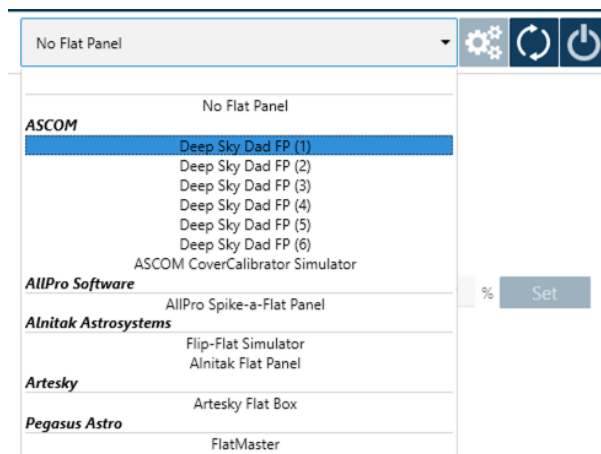 No Flat Panel
No Flat Panel
ASCOM
Deep Sky Dad FP (1)
Deep Sky Dad FP (2)
Deep Sky Dad FP (3)
Deep Sky Dad FP (4)
Deep Sky Dad FP (5)
Deep Sky Dad FP (6)
ASCOM CoverCalibrator Simulator
AllPro Software
% Set
AllPro Spike-a-Flat Panel
Alnitak Astrosystems
Flip-Flat Simulator
Alnitak Flat Panel
Artesky
Artesky Flat Box
Pegasus Astro
FlatMaster